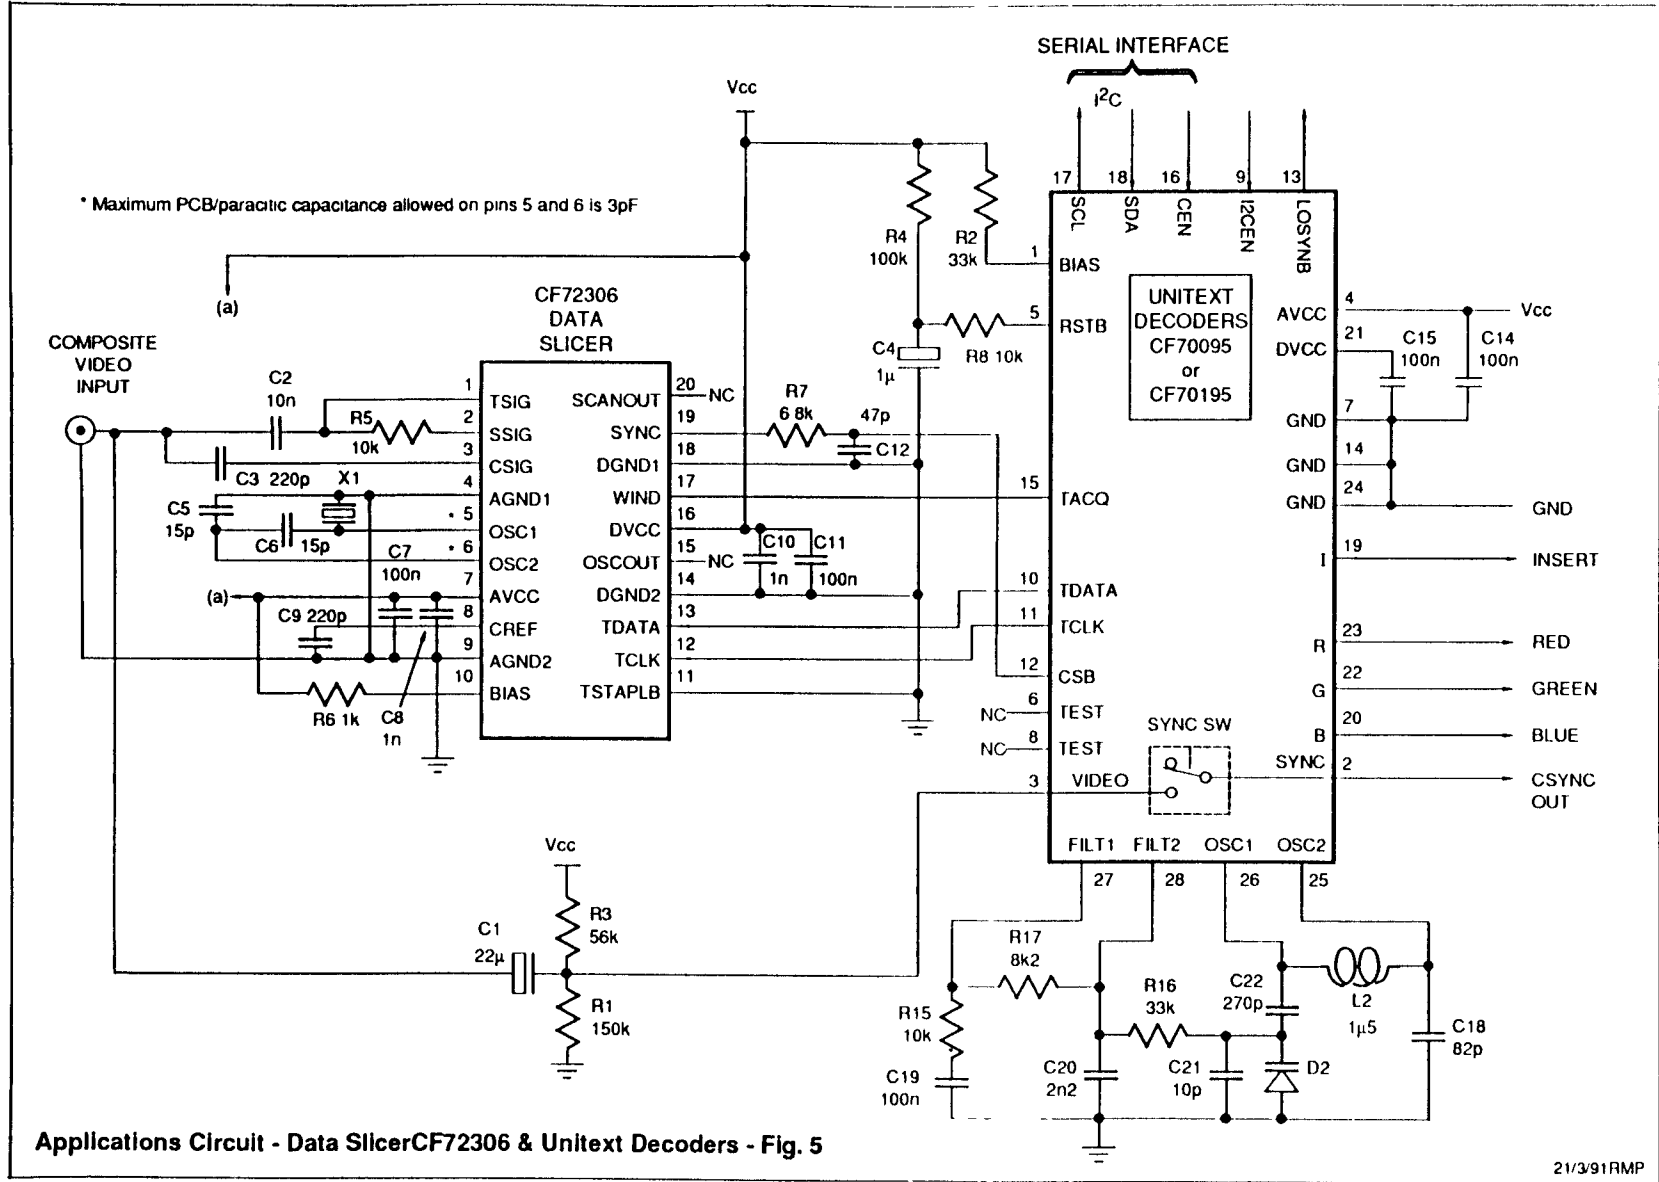 SERIAL INTERFACE
I2C
Vcc
17 18 16 9 13
SCL SDA CEN I2CEN LOSYNB
* Maximum PCB/paracitic capacitance allowed on pins 5 and 6 is 3pF
(a)
COMPOSITE
VIDEO
INPUT
CF72306
DATA
SLICER
C2
10n
R5
10k
C3 220p
X1
C5
15p
C6 15p
C7
100n
(a)
C9 220p
R6 1k
C8
1n
1 TSIG
2 SSIG
3 CSIG
4 AGND1
* 5 OSC1
* 6 OSC2
7 AVCC
8 CREF
9 AGND2
10 BIAS
SCANOUT 20 NC
SYNC 19
DGND1 18
WIND 17
DVCC 16
OSCOUT 15 NC
DGND2 14
TDATA 13
TCLK 12
TSTAPLB 11
R4
100k
R2
33k
C4
1µ
R8 10k
R7
6 8k
47p
C12
C10
1n
C11
100n
UNITEXT
DECODERS
CF70095
or
CF70195
1 BIAS
5 RSTB
15 TACQ
10 TDATA
11 TCLK
12 CSB
NC 6 TEST
NC 8 TEST
3 VIDEO
SYNC SW
AVCC 4 Vcc
DVCC 21
C15
100n
C14
100n
GND 7
GND 14
GND 24 GND
I 19 INSERT
R 23 RED
G 22 GREEN
B 20 BLUE
SYNC 2 CSYNC
OUT
FILT1 FILT2 OSC1 OSC2
27 28 26 25
Vcc
R3
56k
C1
22µ
R1
150k
R17
8k2
R15
10k
C19
100n
R16
33k
C20
2n2
C21
10p
C22
270p
D2
L2
1µ5
C18
82p
Applications Circuit - Data SlicerCF72306 & Unitext Decoders - Fig. 5
21/3/91RMP